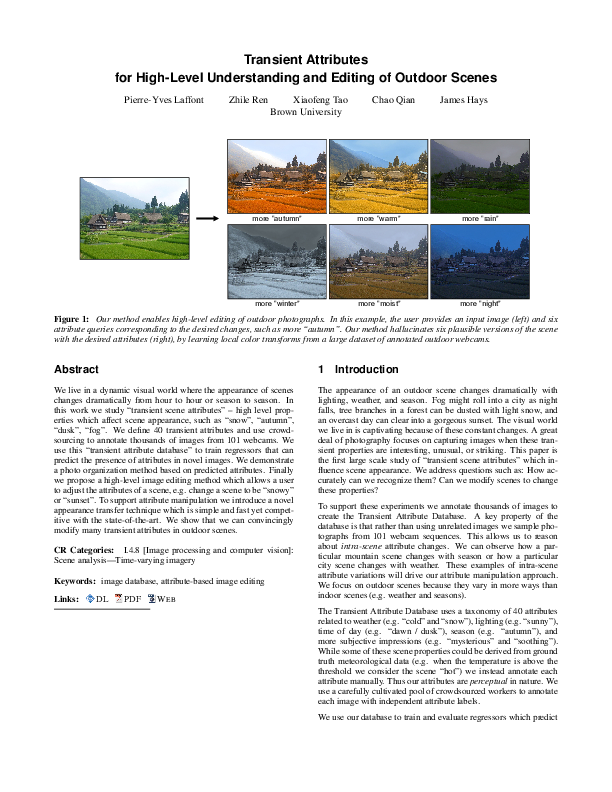 Transient Attributes
for High-Level Understanding and Editing of Outdoor Scenes
Pierre-Yves Laffont Zhile Ren Xiaofeng Tao Chao Qian James Hays
Brown University
more "autumn" more "warm" more "rain"
more "winter" more "moist" more "night"
Figure 1: Our method enables high-level editing of outdoor photographs. In this example, the user provides an input image (left) and six
attribute queries corresponding to the desired changes, such as more “autumn”. Our method hallucinates six plausible versions of the scene
with the desired attributes (right), by learning local color transforms from a large dataset of annotated outdoor webcams.
Abstract
We live in a dynamic visual world where the appearance of scenes
changes dramatically from hour to hour or season to season. In
this work we study “transient scene attributes” – high level prop-
erties which affect scene appearance, such as “snow”, “autumn”,
“dusk”, “fog”. We define 40 transient attributes and use crowd-
sourcing to annotate thousands of images from 101 webcams. We
use this “transient attribute database” to train regressors that can
predict the presence of attributes in novel images. We demonstrate
a photo organization method based on predicted attributes. Finally
we propose a high-level image editing method which allows a user
to adjust the attributes of a scene, e.g. change a scene to be “snowy”
or “sunset”. To support attribute manipulation we introduce a novel
appearance transfer technique which is simple and fast yet compet-
itive with the state-of-the-art. We show that we can convincingly
modify many transient attributes in outdoor scenes.
CR Categories: I.4.8 [Image processing and computer vision]:
Scene analysis—Time-varying imagery
Keywords: image database, attribute-based image editing
Links: DL PDF WEB
1 Introduction
The appearance of an outdoor scene changes dramatically with
lighting, weather, and season. Fog might roll into a city as night
falls, tree branches in a forest can be dusted with light snow, and
an overcast day can clear into a gorgeous sunset. The visual world
we live in is captivating because of these constant changes. A great
deal of photography focuses on capturing images when these tran-
sient properties are interesting, unusual, or striking. This paper is
the first large scale study of “transient scene attributes” which in-
fluence scene appearance. We address questions such as: How ac-
curately can we recognize them? Can we modify scenes to change
these properties?
To support these experiments we annotate thousands of images to
create the Transient Attribute Database. A key property of the
database is that rather than using unrelated images we sample pho-
tographs from 101 webcam sequences. This allows us to reason
about intra-scene attribute changes. We can observe how a par-
ticular mountain scene changes with season or how a particular
city scene changes with weather. These examples of intra-scene
attribute variations will drive our attribute manipulation approach.
We focus on outdoor scenes because they vary in more ways than
indoor scenes (e.g. weather and seasons).
The Transient Attribute Database uses a taxonomy of 40 attributes
related to weather (e.g. “cold” and “snow”), lighting (e.g. “sunny”),
time of day (e.g. “dawn / dusk”), season (e.g. “autumn”), and
more subjective impressions (e.g. “mysterious” and “soothing”).
While some of these scene properties could be derived from ground
truth meteorological data (e.g. when the temperature is above the
threshold we consider the scene “hot”) we instead annotate each
attribute manually. Thus our attributes are perceptual in nature. We
use a carefully cultivated pool of crowdsourced workers to annotate
each image with independent attribute labels.
We use our database to train and evaluate regressors which predict